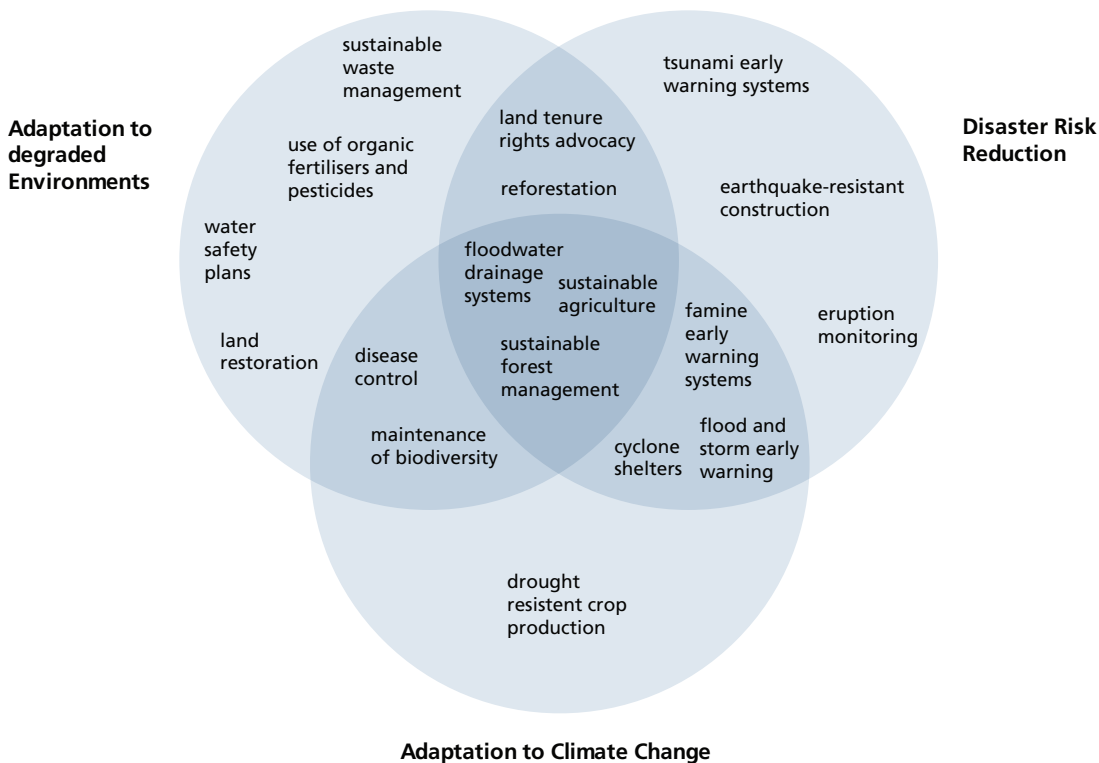 sustainable
waste
management
tsunami early
warning systems
Adaptation to
degraded
Environments
land tenure
rights advocacy
Disaster Risk
Reduction
use of organic
fertilisers and
pesticides
reforestation
earthquake-resistant
construction
water
safety
plans
floodwater
drainage
systems
sustainable
agriculture
famine
early
warning
systems
eruption
monitoring
land
restoration
disease
control
sustainable
forest
management
maintenance
of biodiversity
cyclone
shelters
flood and
storm early
warning
drought
resistent crop
production
Adaptation to Climate Change